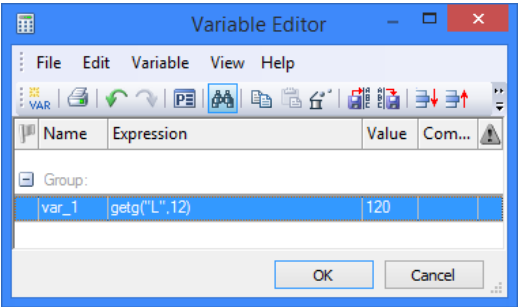 Variable Editor
File Edit Variable View Help
VAR PE
Name Expression Value Com...
Group:
var_1 getg("L",12) 120
OK Cancel